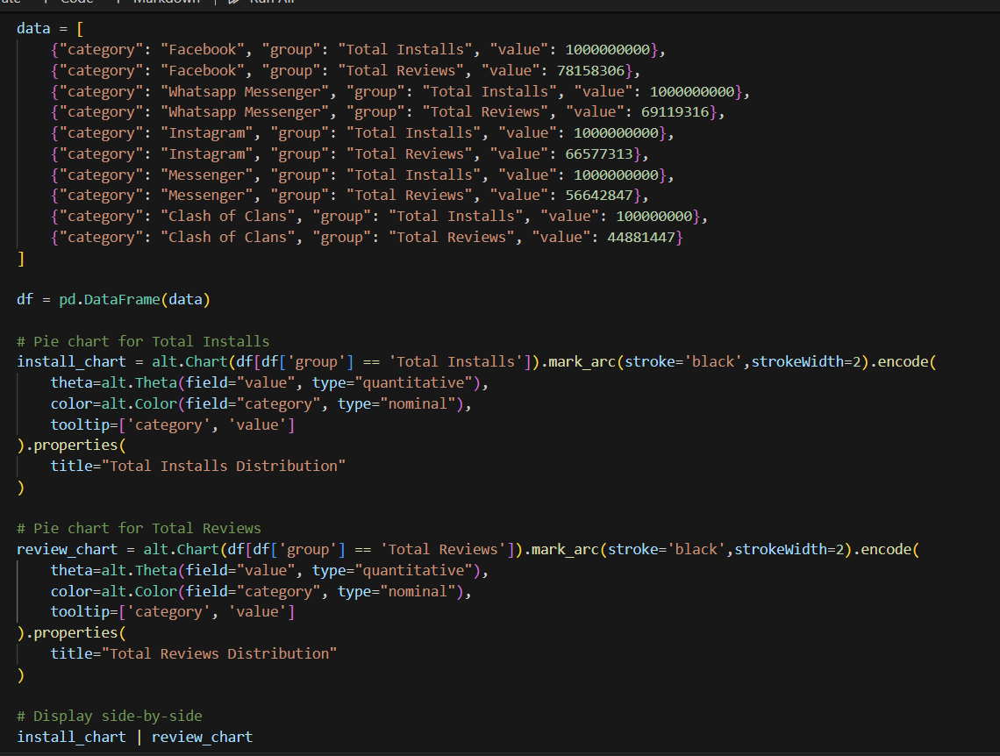 Code Markdown Run All
data = [
    {"category": "Facebook", "group": "Total Installs", "value": 1000000000},
    {"category": "Facebook", "group": "Total Reviews", "value": 78158306},
    {"category": "Whatsapp Messenger", "group": "Total Installs", "value": 1000000000},
    {"category": "Whatsapp Messenger", "group": "Total Reviews", "value": 69119316},
    {"category": "Instagram", "group": "Total Installs", "value": 1000000000},
    {"category": "Instagram", "group": "Total Reviews", "value": 66577313},
    {"category": "Messenger", "group": "Total Installs", "value": 1000000000},
    {"category": "Messenger", "group": "Total Reviews", "value": 56642847},
    {"category": "Clash of Clans", "group": "Total Installs", "value": 100000000},
    {"category": "Clash of Clans", "group": "Total Reviews", "value": 44881447}
]

df = pd.DataFrame(data)

# Pie chart for Total Installs
install_chart = alt.Chart(df[df['group'] == 'Total Installs']).mark_arc(stroke='black',strokeWidth=2).encode(
    theta=alt.Theta(field="value", type="quantitative"),
    color=alt.Color(field="category", type="nominal"),
    tooltip=['category', 'value']
).properties(
    title="Total Installs Distribution"
)

# Pie chart for Total Reviews
review_chart = alt.Chart(df[df['group'] == 'Total Reviews']).mark_arc(stroke='black',strokeWidth=2).encode(
    theta=alt.Theta(field="value", type="quantitative"),
    color=alt.Color(field="category", type="nominal"),
    tooltip=['category', 'value']
).properties(
    title="Total Reviews Distribution"
)

# Display side-by-side
install_chart | review_chart